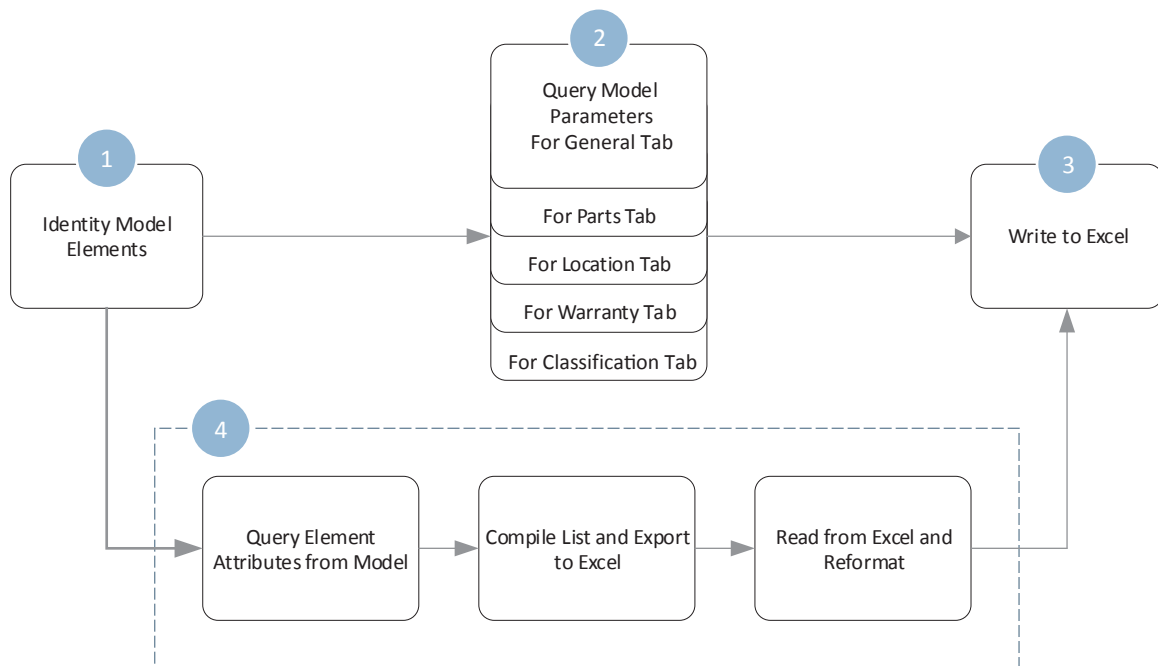 1
Identity Model
Elements
2
Query Model
Parameters
For General Tab
For Parts Tab
For Location Tab
For Warranty Tab
For Classification Tab
3
Write to Excel
4
Query Element
Attributes from Model
Compile List and Export
to Excel
Read from Excel and
Reformat